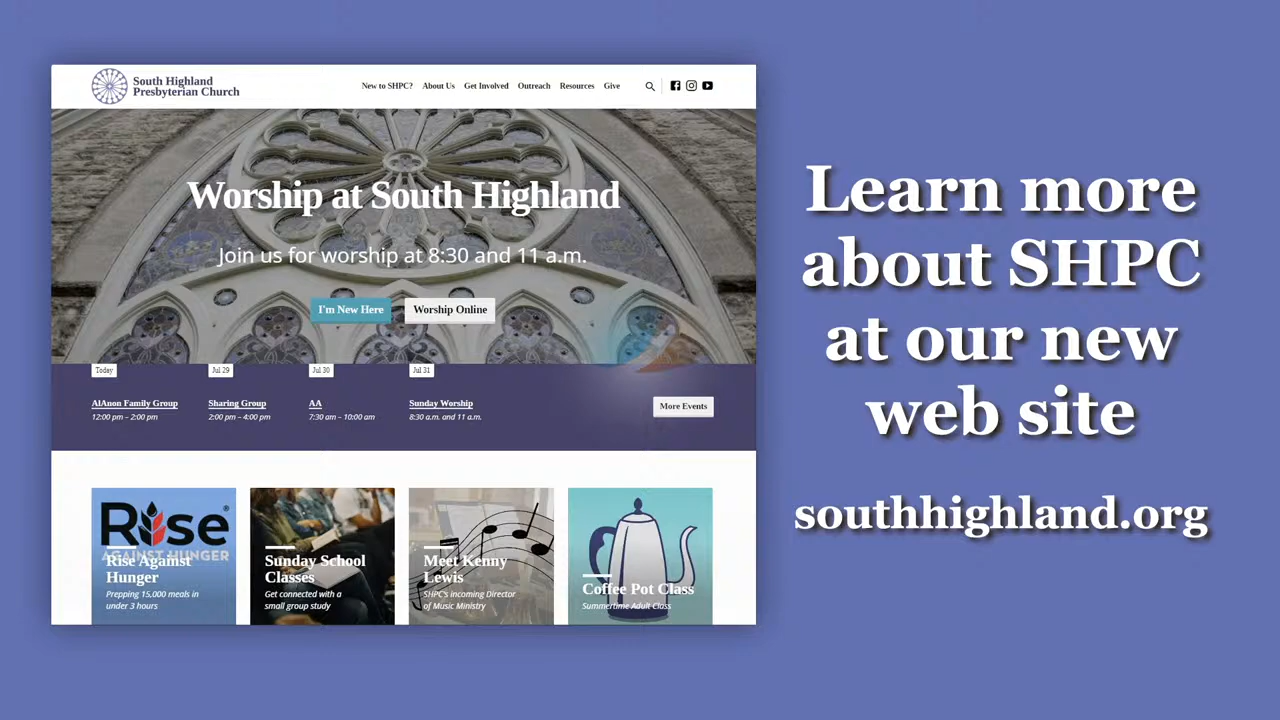 South Highland
Presbyterian Church
New to SHPC? About Us Get Involved Outreach Resources Give
Worship at South Highland
Join us for worship at 8:30 and 11 a.m.
I'm New Here Worship Online
Today Jul 29 Jul 30 Jul 31
AlAnon Family Group Sharing Group AA Sunday Worship
12:00 pm – 2:00 pm 2:00 pm – 4:00 pm 7:30 am – 10:00 am 8:30 a.m. and 11 a.m.
More Events
Rise®
AGAINST HUNGER
Rise Against
Hunger
Prepping 15,000 meals in
under 3 hours
Sunday School
Classes
Get connected with a
small group study
Meet Kenny
Lewis
SHPC's incoming Director
of Music Ministry
Coffee Pot Class
Summertime Adult Class
Learn more
about SHPC
at our new
web site
southhighland.org